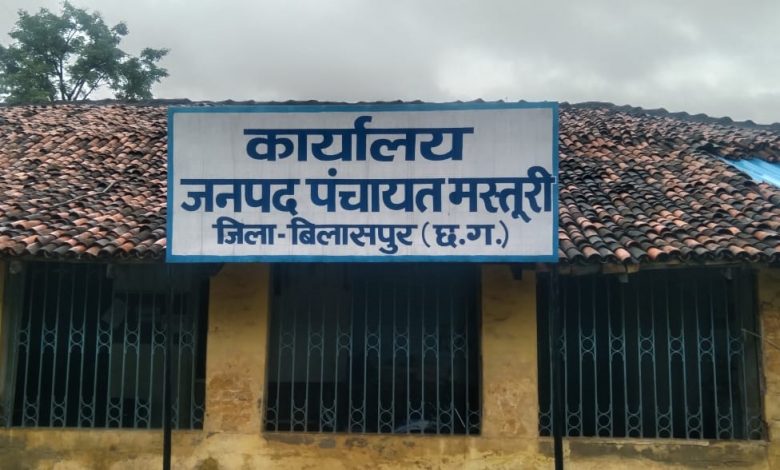 कार्यालय
जनपद पंचायत मस्तूरी
जिला-बिलासपुर (छ.ग.)